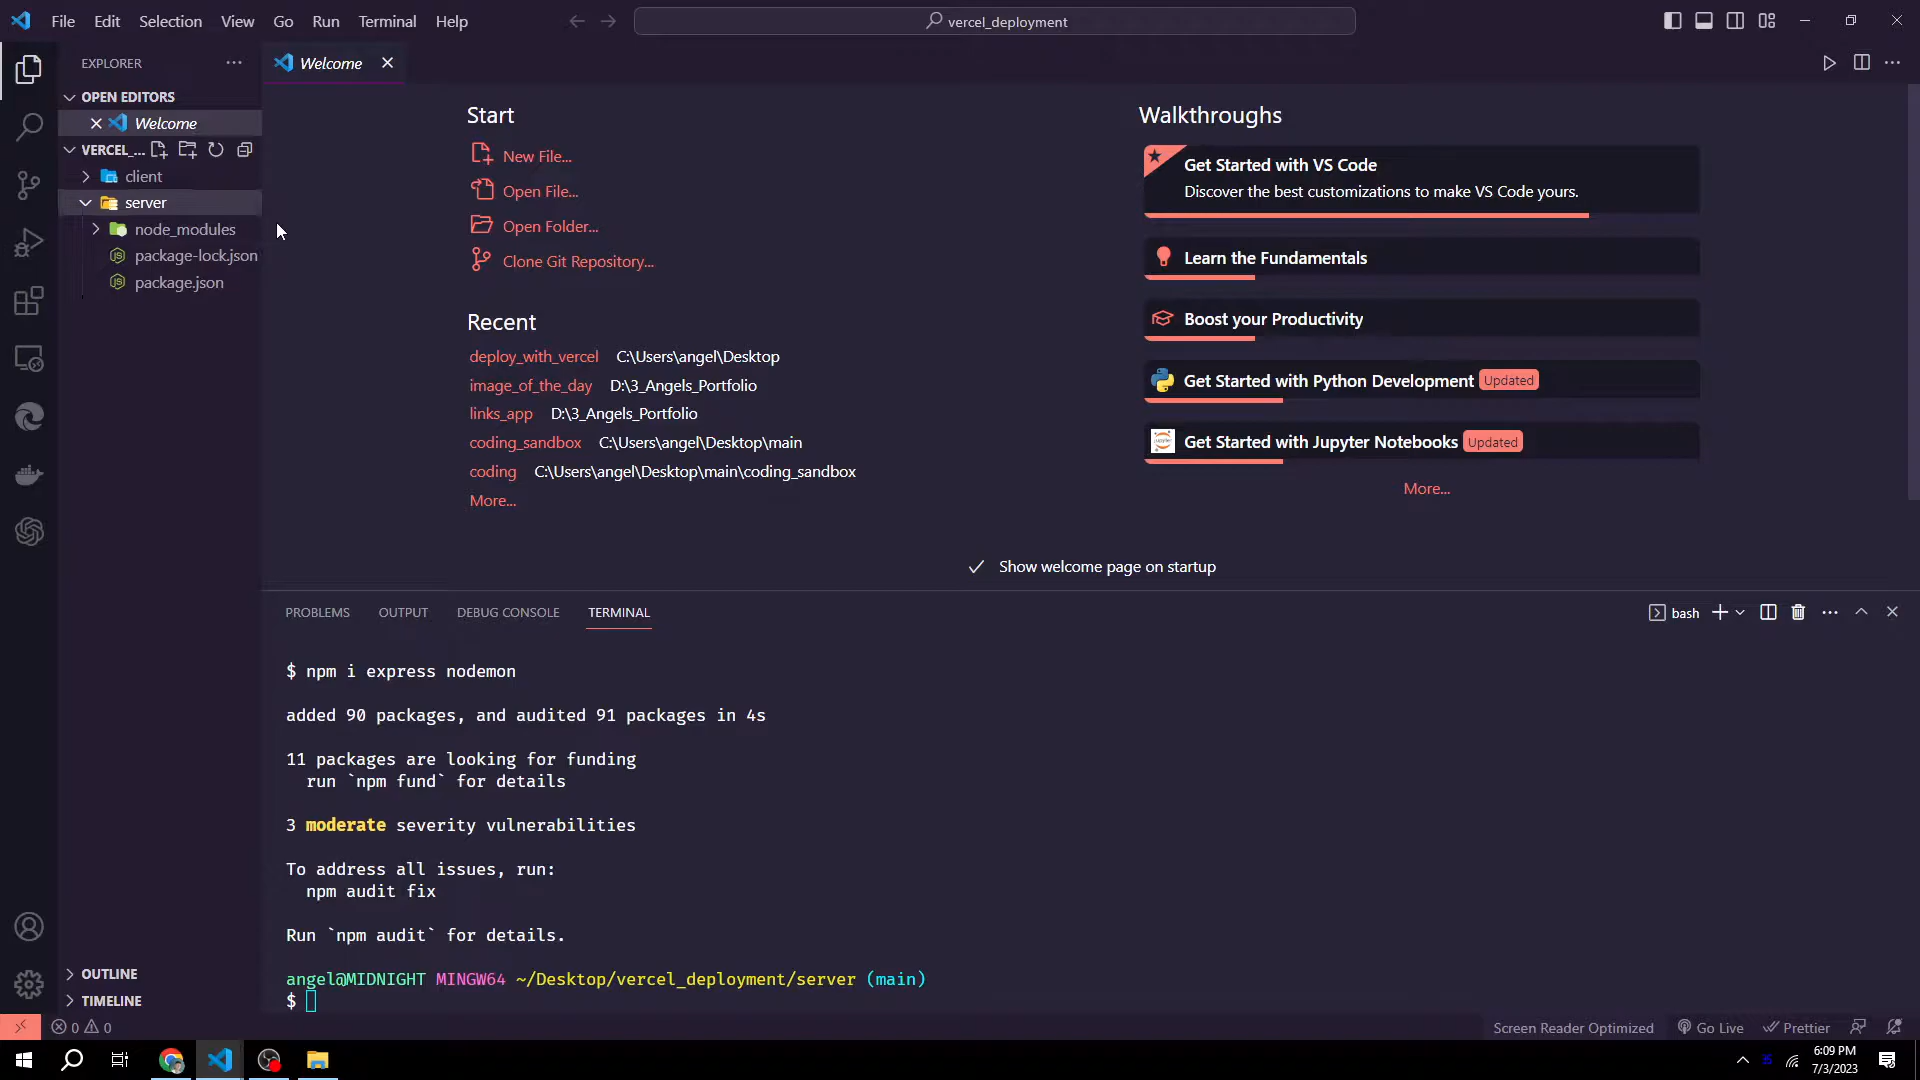 File Edit Selection View Go Run Terminal Help
vercel_deployment
EXPLORER
OPEN EDITORS
Welcome
VERCEL_...
client
server
node_modules
package-lock.json
package.json
OUTLINE
TIMELINE
Welcome
Start
New File...
Open File...
Open Folder...
Clone Git Repository...
Recent
deploy_with_vercel C:\Users\angel\Desktop
image_of_the_day D:\3_Angels_Portfolio
links_app D:\3_Angels_Portfolio
coding_sandbox C:\Users\angel\Desktop\main
coding C:\Users\angel\Desktop\main\coding_sandbox
More...
Walkthroughs
Get Started with VS Code
Discover the best customizations to make VS Code yours.
Learn the Fundamentals
Boost your Productivity
Get Started with Python Development Updated
Get Started with Jupyter Notebooks Updated
More...
Show welcome page on startup
PROBLEMS OUTPUT DEBUG CONSOLE TERMINAL
bash
$ npm i express nodemon
added 90 packages, and audited 91 packages in 4s
11 packages are looking for funding
run `npm fund` for details
3 moderate severity vulnerabilities
To address all issues, run:
npm audit fix
Run `npm audit` for details.
angel@MIDNIGHT MINGW64 ~/Desktop/vercel_deployment/server (main)
$
0 0
Screen Reader Optimized Go Live Prettier
6:09 PM
7/3/2023